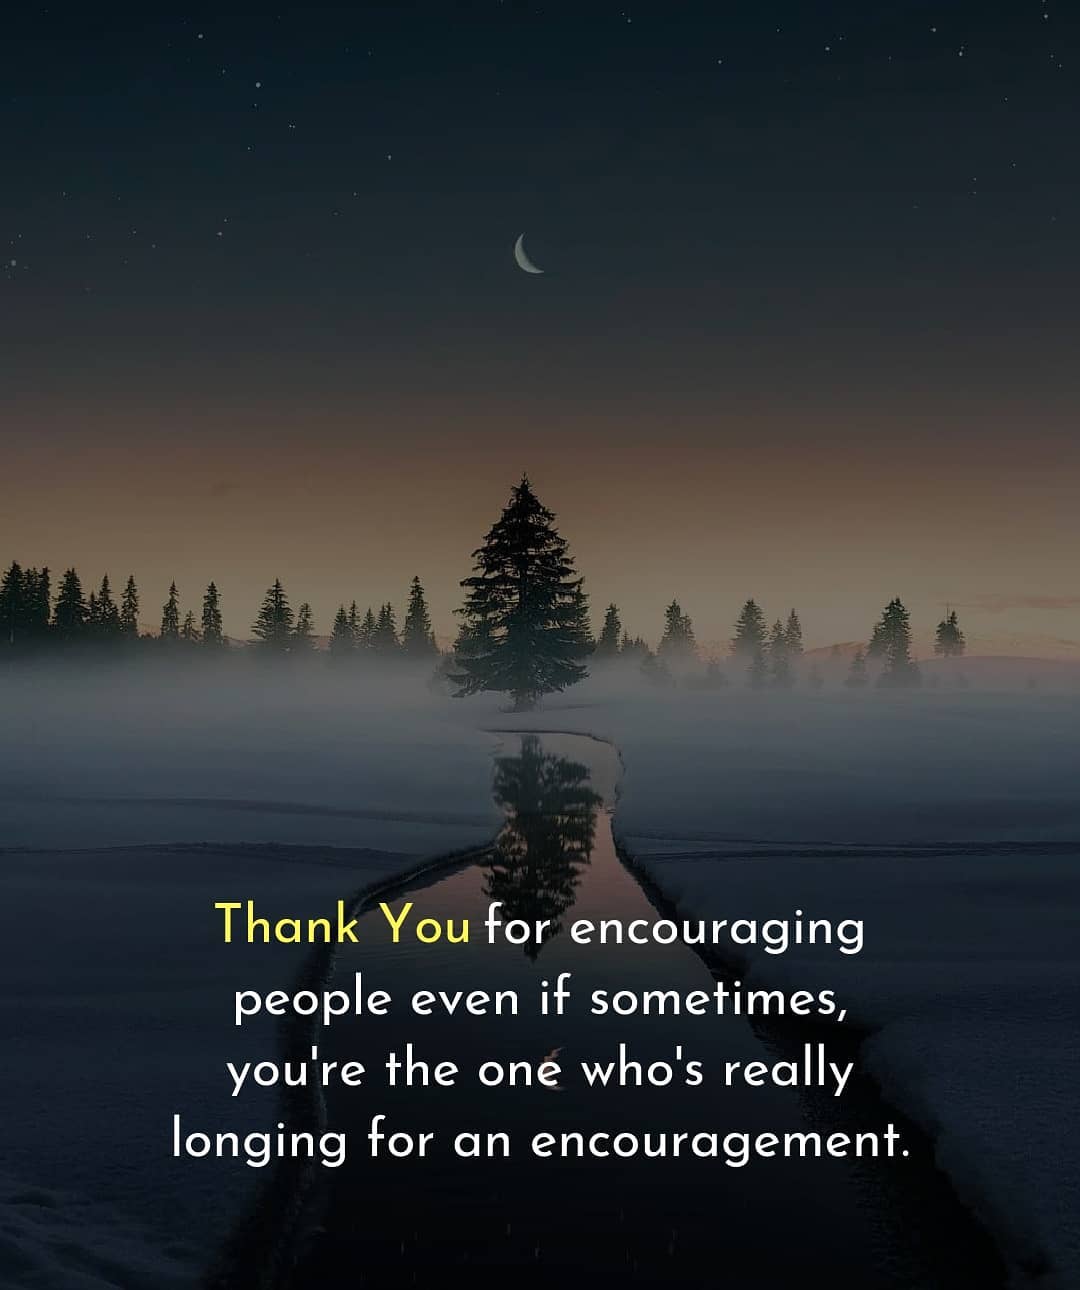 Thank You for encouraging
people even if sometimes,
you're the one who's really
longing for an encouragement.